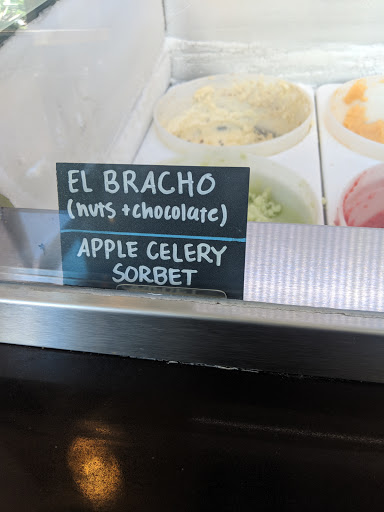 EL BRACHO
(nuts + chocolate)
APPLE CELERY
SORBET